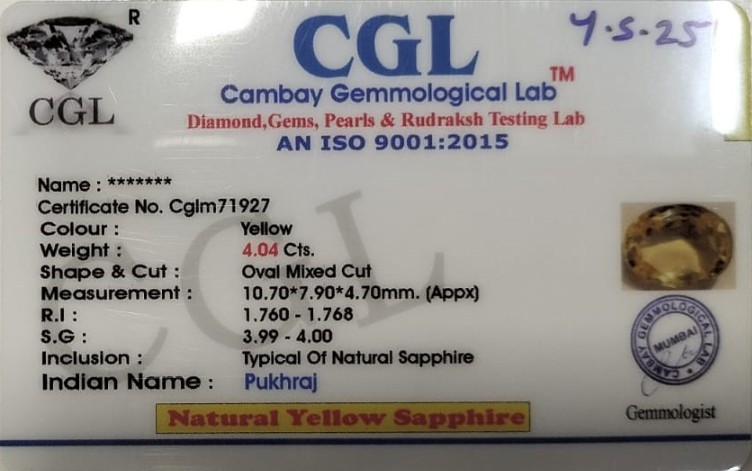 R
CGL
CGL
Y.S.25
Cambay Gemmological Lab TM
Diamond,Gems, Pearls & Rudraksh Testing Lab
AN ISO 9001:2015
Name : *******
Certificate No. Cglm71927
Colour : Yellow
Weight : 4.04 Cts.
Shape & Cut : Oval Mixed Cut
Measurement : 10.70*7.90*4.70mm. (Appx)
R.I : 1.760 - 1.768
S.G : 3.99 - 4.00
Inclusion : Typical Of Natural Sapphire
Indian Name : Pukhraj
Natural Yellow Sapphire
CAMBAY GEMMOLOGICAL LAB
MUMBAI
Gemmologist
CGL